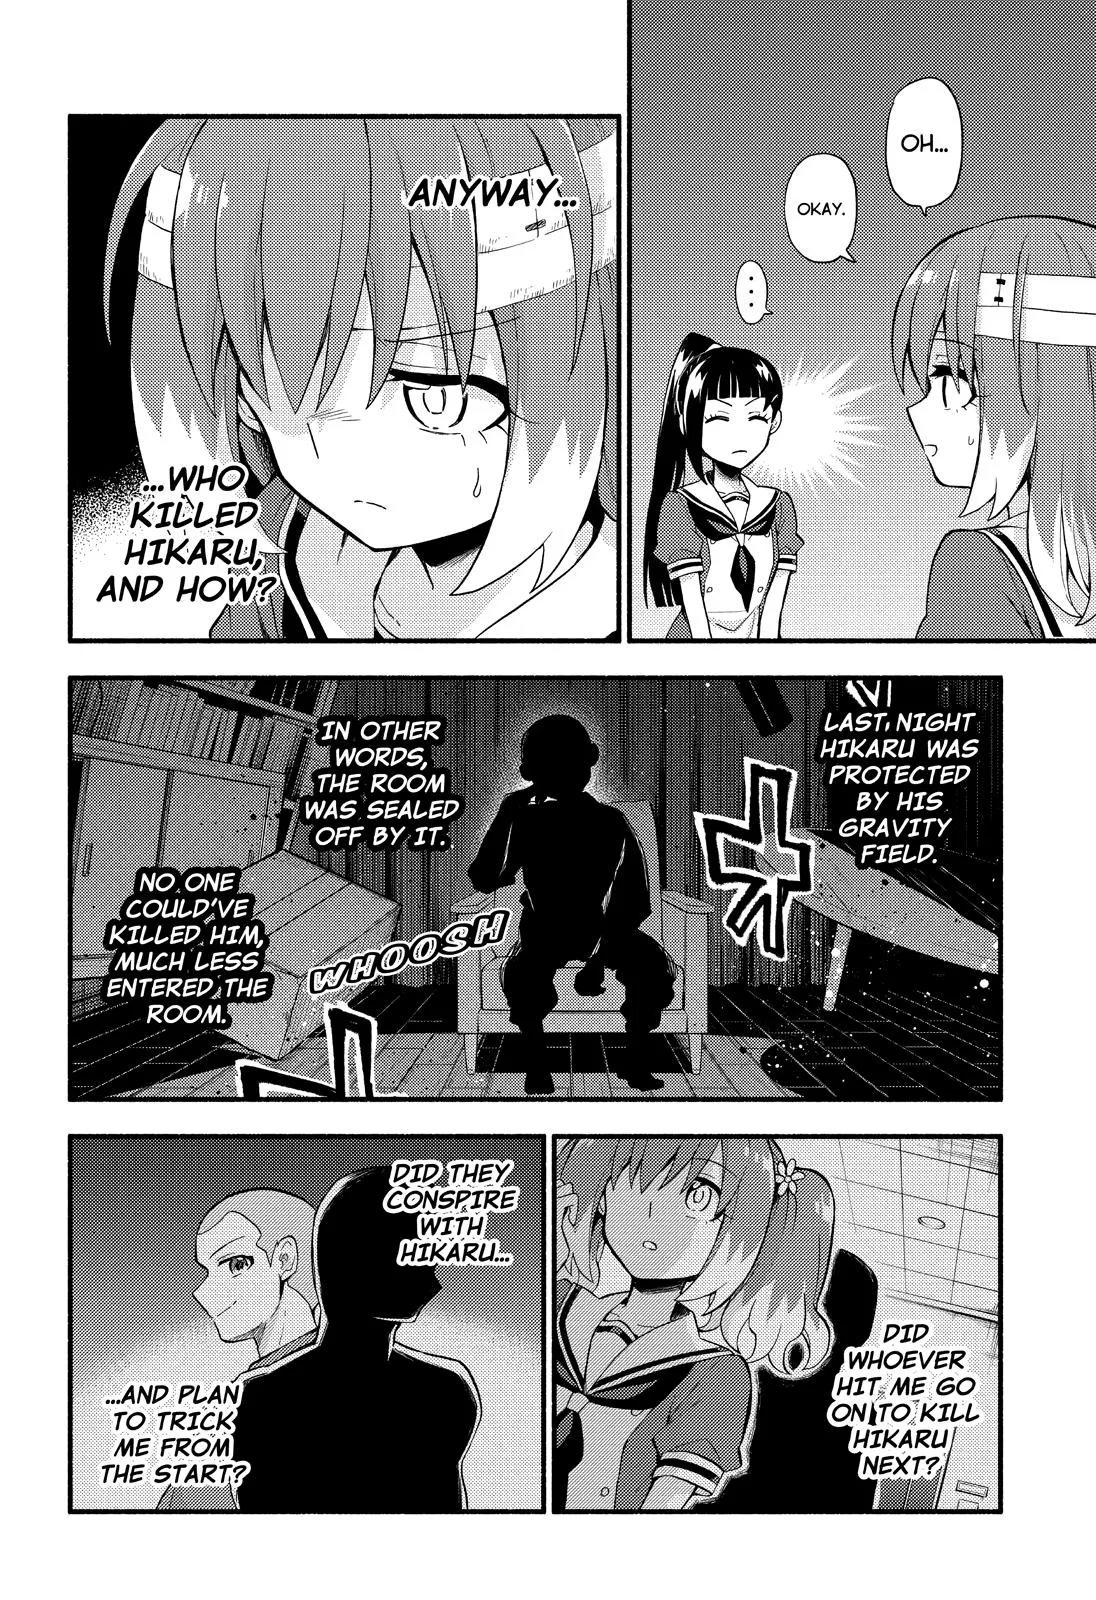 OH...
OKAY.
...
ANYWAY...
...WHO
KILLED
HIKARU,
AND HOW?
LAST NIGHT
HIKARU WAS
PROTECTED
BY HIS
GRAVITY
FIELD.
IN OTHER
WORDS,
THE ROOM
WAS SEALED
OFF BY IT.
WHOOSH
NO ONE
COULD'VE
KILLED HIM,
MUCH LESS
ENTERED THE
ROOM.
DID
WHOEVER
HIT ME GO
ON TO KILL
HIKARU
NEXT?
DID THEY
CONSPIRE
WITH
HIKARU...
...AND PLAN
TO TRICK
ME FROM
THE START?